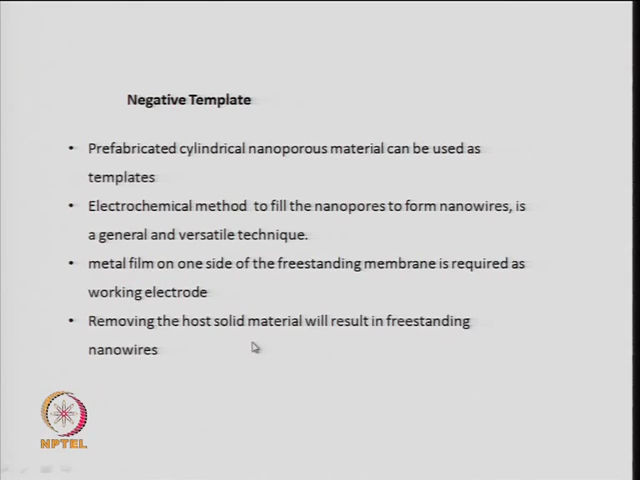 Negative Template
• Prefabricated cylindrical nanoporous material can be used as
templates
• Electrochemical method to fill the nanopores to form nanowires, is
a general and versatile technique.
• metal film on one side of the freestanding membrane is required as
working electrode
• Removing the host solid material will result in freestanding
nanowires
NPTEL